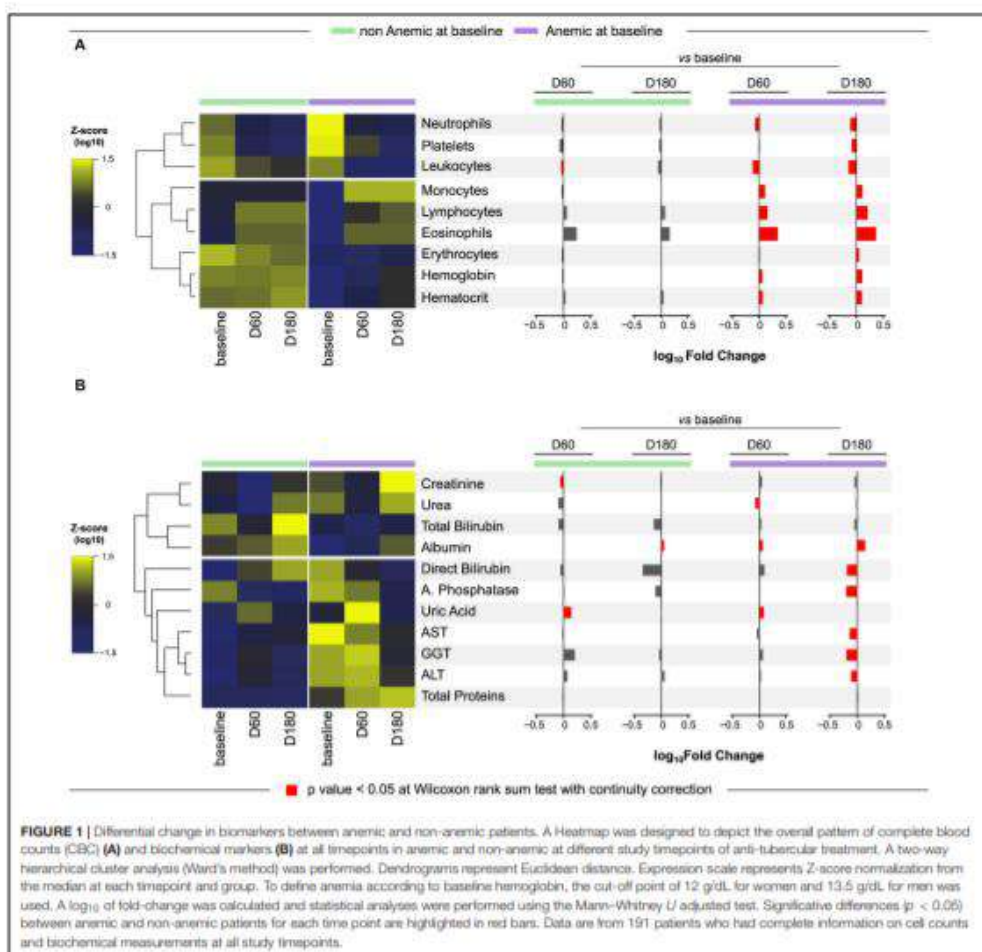 non Anemic at baseline Anemic at baseline
A
vs baseline
D60 D180 D60 D180
Z-score
(log10)
1.5
0
−1.5
Neutrophils
Platelets
Leukocytes
Monocytes
Lymphocytes
Eosinophils
Erythrocytes
Hemoglobin
Hematocrit
baseline D60 D180 baseline D60 D180
−0.5 0 0.5 −0.5 0 0.5 −0.5 0 0.5 −0.5 0 0.5
log10 Fold Change
B
vs baseline
D60 D180 D60 D180
Z-score
(log10)
0
Creatinine
Urea
Total Bilirubin
Albumin
Direct Bilirubin
A. Phosphatase
Uric Acid
AST
GGT
ALT
Total Proteins
baseline D60 D180 baseline D60 D180
−0.5 0 0.5 −0.5 0 0.5 −0.5 0 0.5 −0.5 0 0.5
log10Fold Change
p value < 0.05 at Wilcoxon rank sum test with continuity correction
FIGURE 1 | Differential change in biomarkers between anemic and non-anemic patients. A Heatmap was designed to depict the overall pattern of complete blood
counts (CBC) (A) and biochemical markers (B) at all timepoints in anemic and non-anemic at different study timepoints of anti-tubercular treatment. A two-way
hierarchical cluster analysis (Ward's method) was performed. Dendrograms represent Euclidean distance. Expression scale represents Z-score normalization from
the median at each timepoint and group. To define anemia according to baseline hemoglobin, the cut-off point of 12 g/dL for women and 13.5 g/dL for men was
used. A log10 of fold-change was calculated and statistical analyses were performed using the Mann–Whitney U adjusted test. Significative differences (p < 0.05)
between anemic and non-anemic patients for each time point are highlighted in red bars. Data are from 191 patients who had complete information on cell counts
and biochemical measurements at all study timepoints.